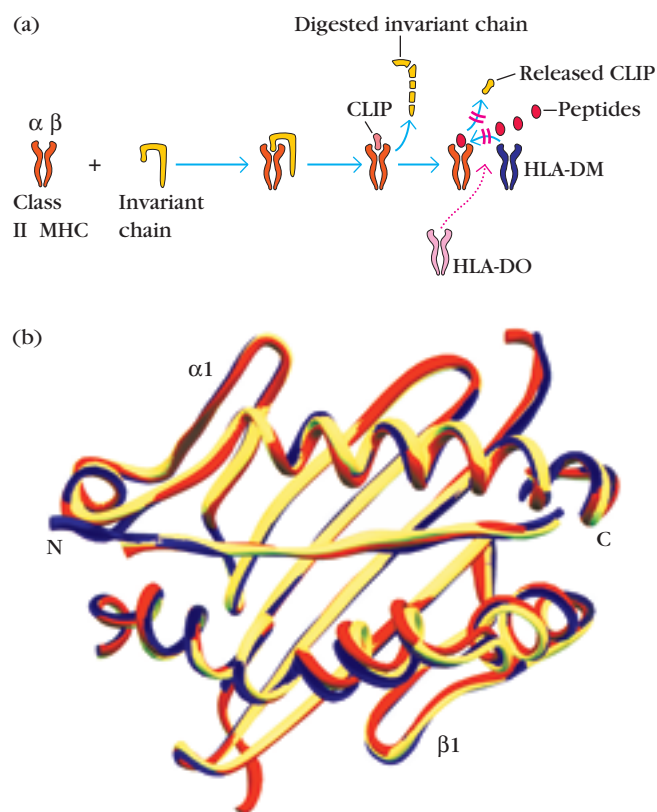 (a)
Digested invariant chain
Released CLIP
CLIP
Peptides
α β
+
HLA-DM
Class
II MHC
Invariant
chain
HLA-DO
(b)
α1
N
C
β1